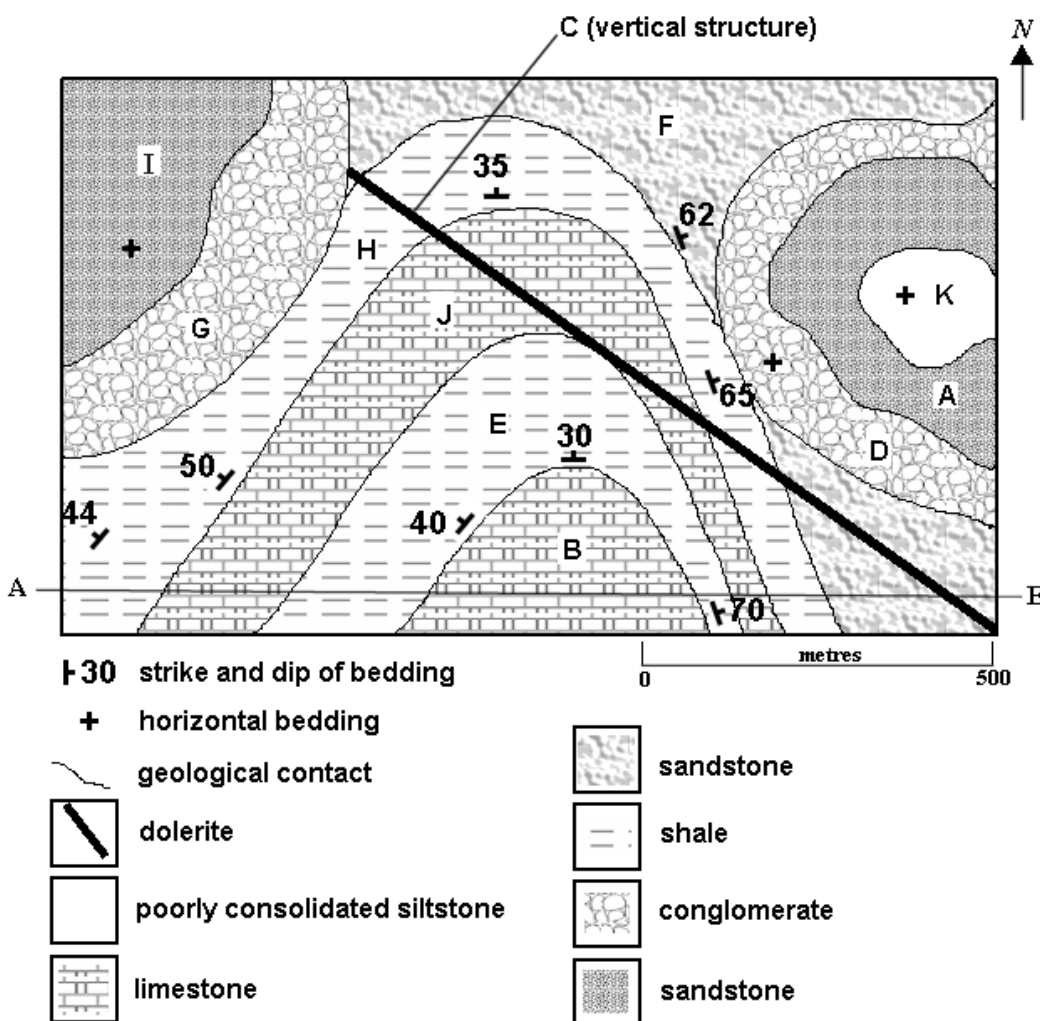 C (vertical structure)
N
F
I
35
62
H
K
J
G
65
A
E
30
D
50
44
40
B
A
70
E
metres
0 500
30 strike and dip of bedding
+ horizontal bedding
geological contact
dolerite
poorly consolidated siltstone
limestone
sandstone
shale
conglomerate
sandstone